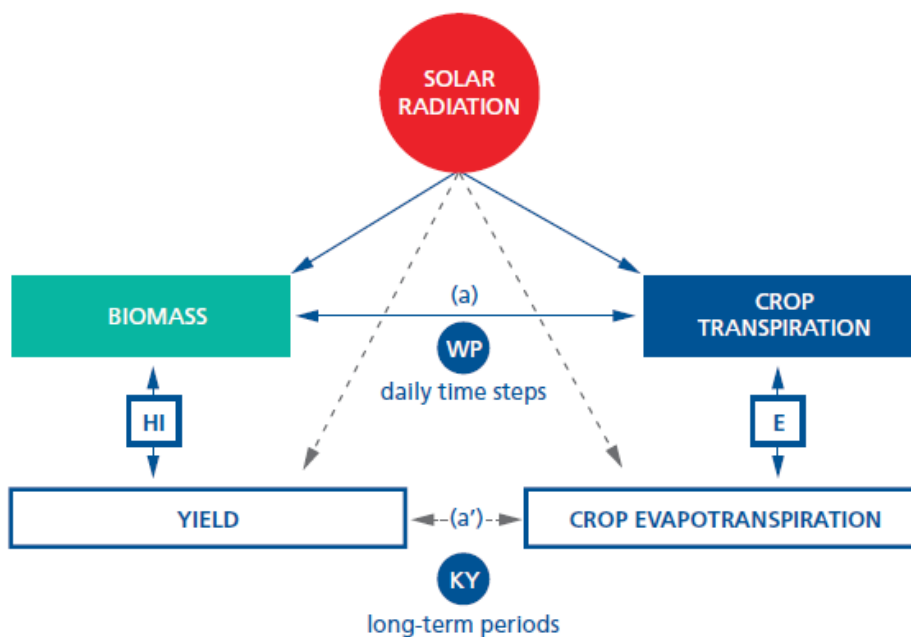 SOLAR
RADIATION
(a)
BIOMASS
CROP
TRANSPIRATION
WP
daily time steps
HI
E
YIELD
(a')
CROP EVAPOTRANSPIRATION
KY
long-term periods